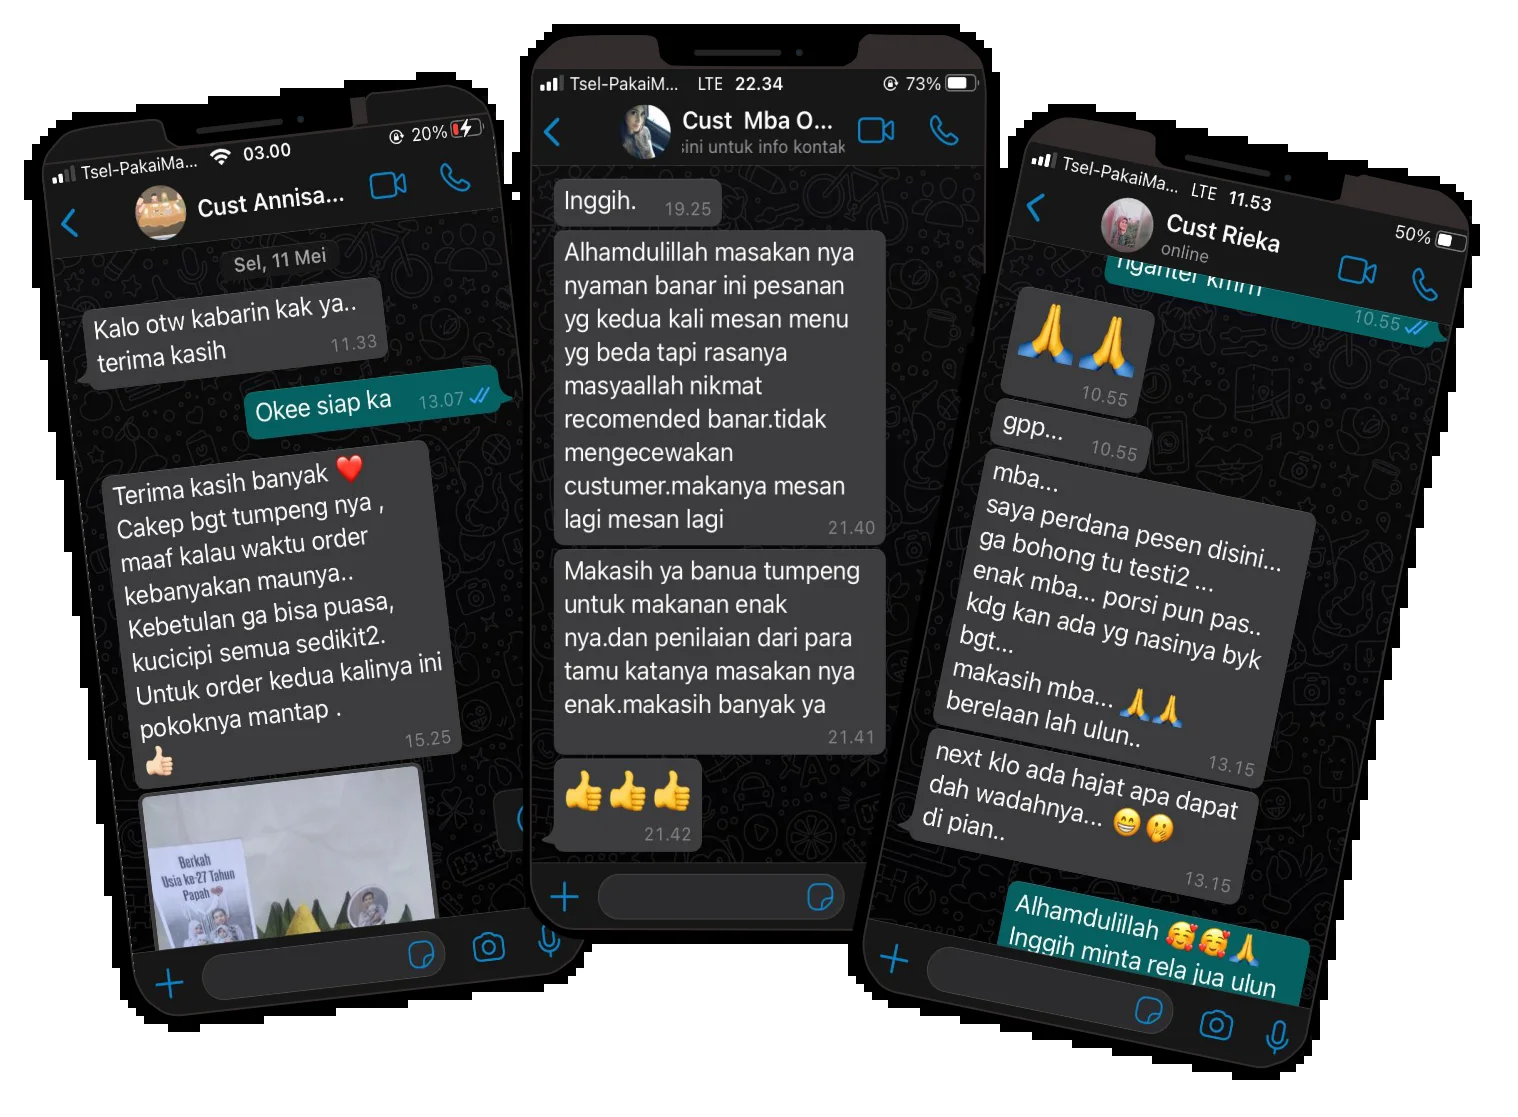 Tsel-PakaiMa... 03.00 20%
Cust Annisa...
Sel, 11 Mei
Kalo otw kabarin kak ya..
terima kasih 11.33
Okee siap ka 13.07
Terima kasih banyak ❤️
Cakep bgt tumpeng nya ,
maaf kalau waktu order
kebanyakan maunya..
Kebetulan ga bisa puasa,
kucicipi semua sedikit2.
Untuk order kedua kalinya ini
pokoknya mantap .
👍🏻 15.25
Berkah
Usia ke-27 Tahun
Papah
Tsel-PakaiM... LTE 22.34 73%
Cust Mba O...
sini untuk info kontak
Inggih. 19.25
Alhamdulillah masakan nya
nyaman banar ini pesanan
yg kedua kali mesan menu
yg beda tapi rasanya
masyaallah nikmat
recomended banar.tidak
mengecewakan
custumer.makanya mesan
lagi mesan lagi 21.40
Makasih ya banua tumpeng
untuk makanan enak
nya.dan penilaian dari para
tamu katanya masakan nya
enak.makasih banyak ya
21.41
👍👍👍
21.42
Tsel-PakaiMa... LTE 11.53 50%
Cust Rieka
online
nganter kmrn
10.55
🙏🙏
10.55
gpp... 10.55
mba...
saya perdana pesen disini...
ga bohong tu testi2 ...
enak mba... porsi pun pas..
kdg kan ada yg nasinya byk
bgt...
makasih mba... 🙏🙏
berelaan lah ulun.. 13.15
next klo ada hajat apa dapat
dah wadahnya... 😁🤭
di pian.. 13.15
Alhamdulillah 🥰🥰🙏
Inggih minta rela jua ulun